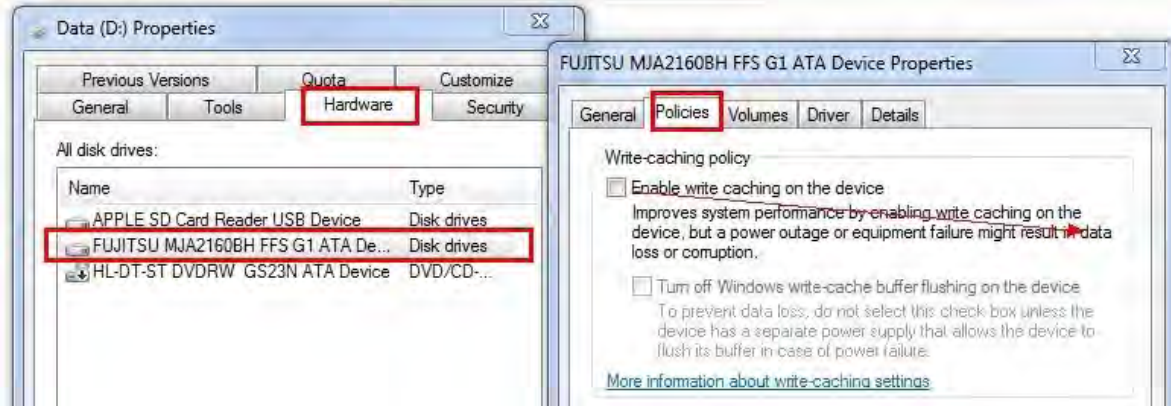 Data (D:) Properties
Previous Versions Quota Customize
General Tools Hardware Security
All disk drives:
Name Type
APPLE SD Card Reader USB Device Disk drives
FUJITSU MJA2160BH FFS G1 ATA De... Disk drives
HL-DT-ST DVDRW GS23N ATA Device DVD/CD-...
FUJITSU MJA2160BH FFS G1 ATA Device Properties
General Policies Volumes Driver Details
Write-caching policy
Enable write caching on the device
Improves system performance by enabling write caching on the
device, but a power outage or equipment failure might result in data
loss or corruption.
Turn off Windows write-cache buffer flushing on the device
To prevent data loss, do not select this check box unless the
device has a separate power supply that allows the device to
flush its buffer in case of power failure.
More information about write-caching settings